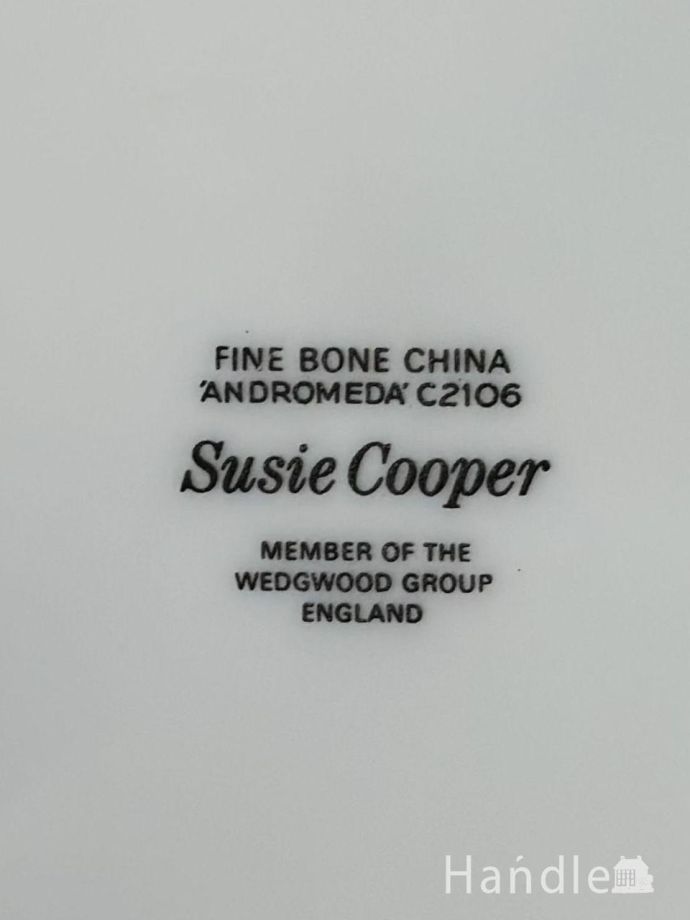 FINE BONE CHINA
'ANDROMEDA' C2106
Susie Cooper
MEMBER OF THE
WEDGWOOD GROUP
ENGLAND
Handle